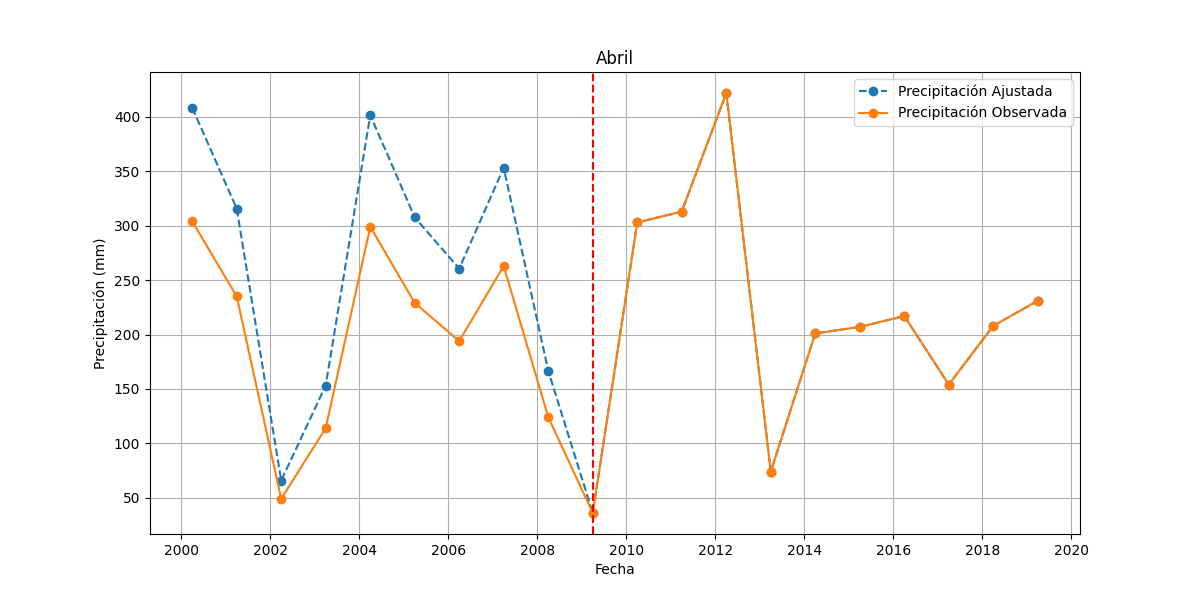 Abril
Precipitación Ajustada
Precipitación Observada
Precipitación (mm)
400
350
300
250
200
150
100
50
2000 2002 2004 2006 2008 2010 2012 2014 2016 2018 2020
Fecha